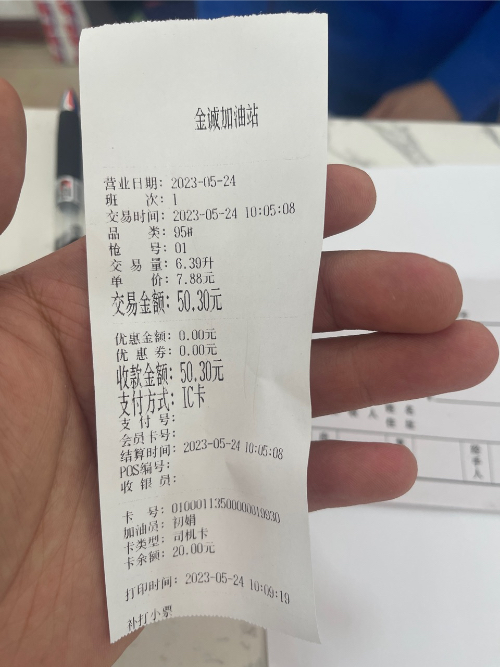 金诚加油站
营业日期: 2023-05-24
班 次: 1
交易时间: 2023-05-24 10:05:08
品 类: 95#
枪 号: 01
交 易 量: 6.39升
单 价: 7.88元
交易金额: 50.30元
优惠金额: 0.00元
优 惠 券: 0.00元
收款金额: 50.30元
支付方式: IC卡
支 付 号:
会员卡号:
结算时间: 2023-05-24 10:05:08
POS编号:
收 银 员:
卡 号: 01000113500000019930
加油员: 初娟
卡类型: 司机卡
卡余额: 20.00元
打印时间: 2023-05-24 10:09:19
补打小票